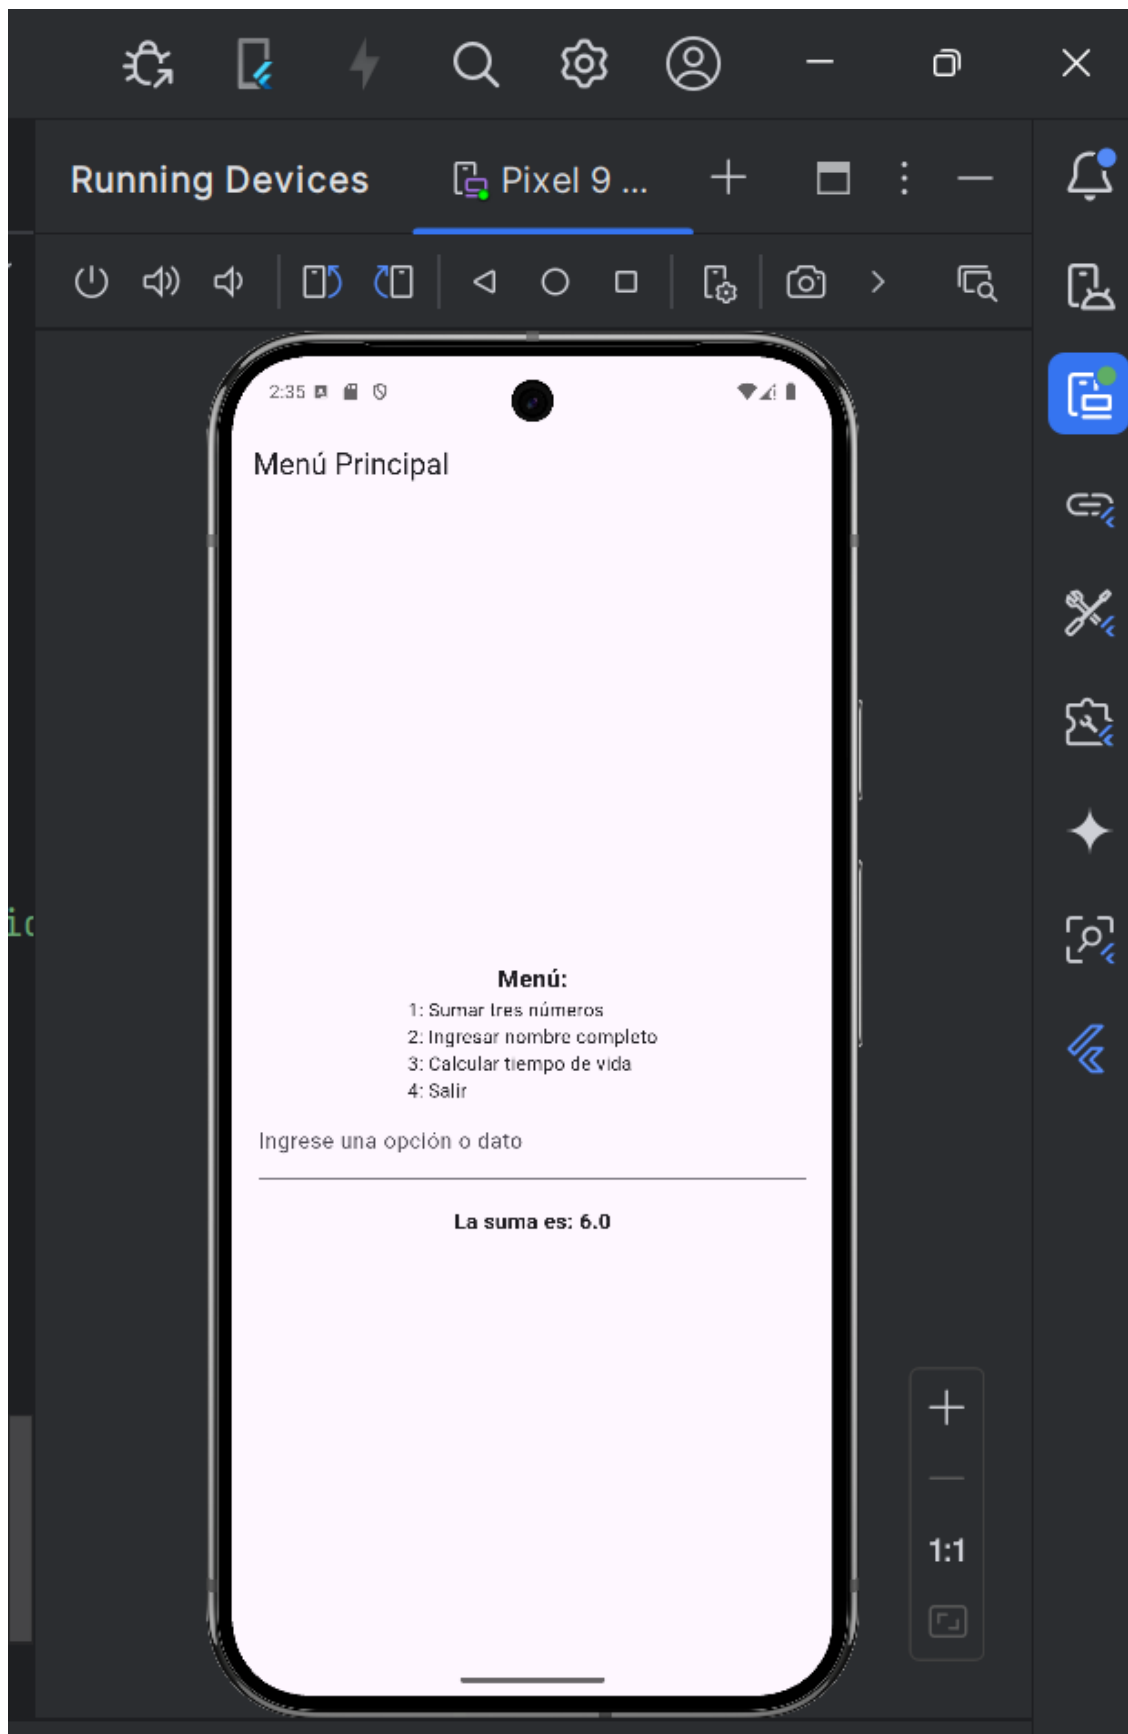 Running Devices
Pixel 9 ...
2:35
Menú Principal
Menú:
1: Sumar tres números
2: Ingresar nombre completo
3: Calcular tiempo de vida
4: Salir
Ingrese una opción o dato
La suma es: 6.0
1:1